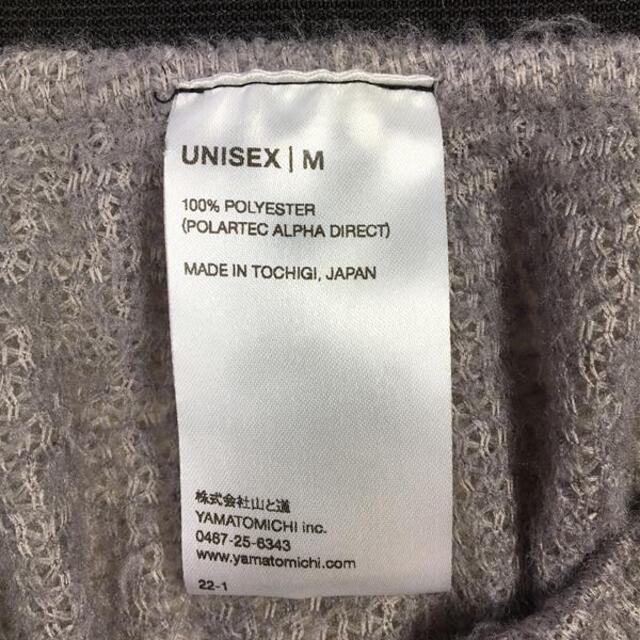 UNISEX | M
100% POLYESTER
(POLARTEC ALPHA DIRECT)
MADE IN TOCHIGI, JAPAN
株式会社山と道
YAMATOMICHI inc.
0467-25-6343
www.yamatomichi.com
22-1